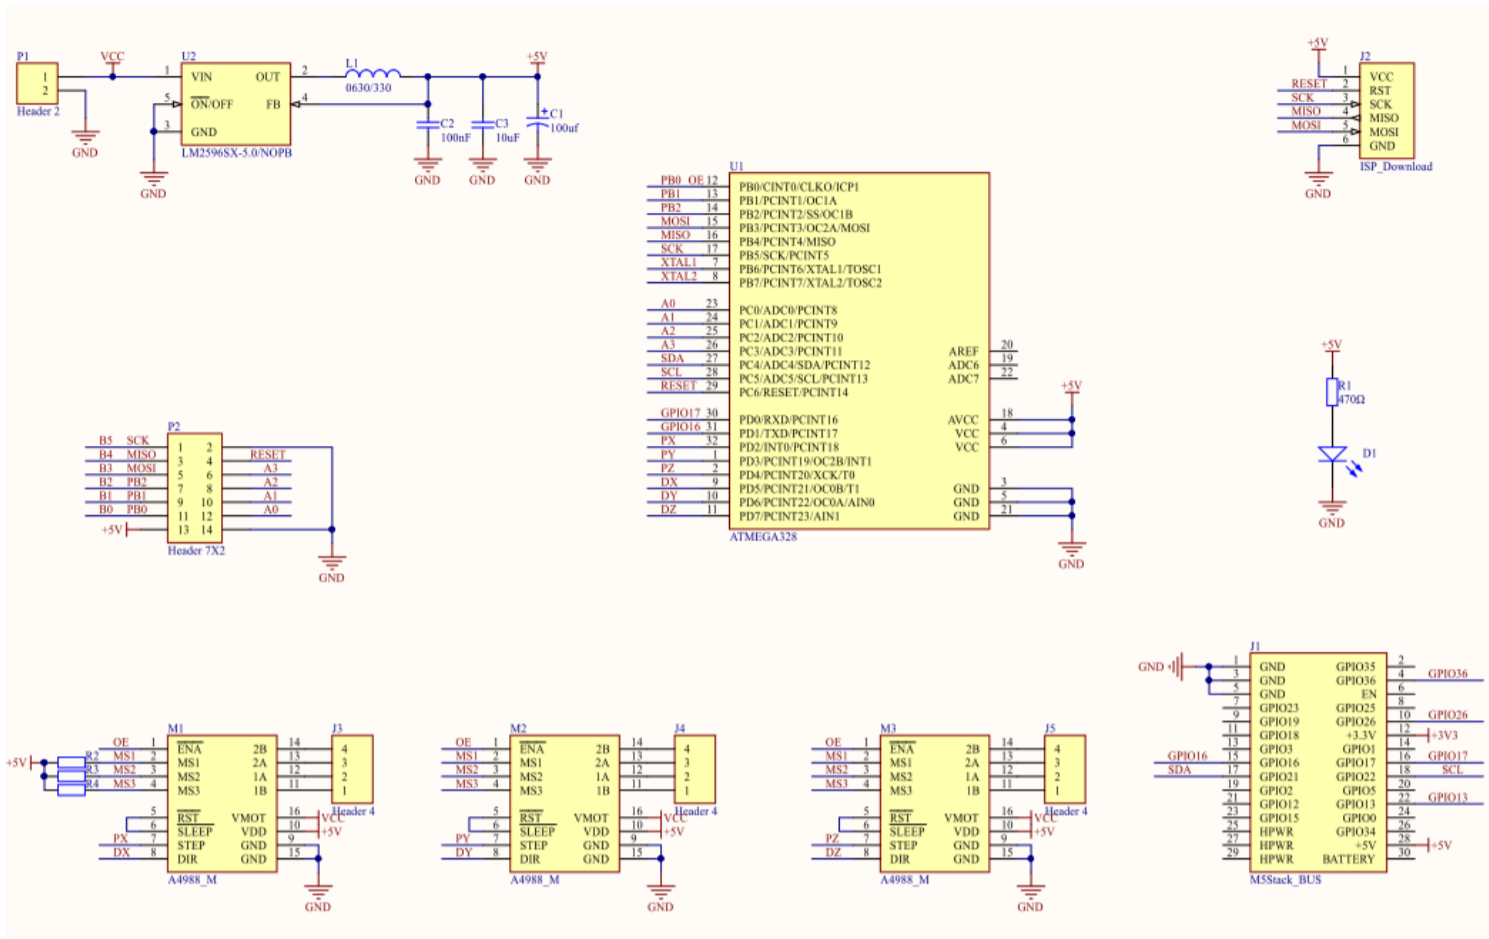 P1
1
2
Header 2
VCC
GND
U2
1 VIN OUT 2
5 ON/OFF FB 4
3 GND
LM2596SX-5.0/NOPB
GND
L1
0630/330
C2
100nF
GND
C3
10uF
GND
+5V
C1
100uf
GND
+5V
J2
1 VCC
RESET 2 RST
SCK 3 SCK
MISO 4 MISO
MOSI 5 MOSI
6 GND
ISP_Download
GND
U1
PB0 OE 12 PB0/CINT0/CLKO/ICP1
PB1 13 PB1/PCINT1/OC1A
PB2 14 PB2/PCINT2/SS/OC1B
MOSI 15 PB3/PCINT3/OC2A/MOSI
MISO 16 PB4/PCINT4/MISO
SCK 17 PB5/SCK/PCINT5
XTAL1 7 PB6/PCINT6/XTAL1/TOSC1
XTAL2 8 PB7/PCINT7/XTAL2/TOSC2
A0 23 PC0/ADC0/PCINT8
A1 24 PC1/ADC1/PCINT9
A2 25 PC2/ADC2/PCINT10
A3 26 PC3/ADC3/PCINT11 AREF 20
SDA 27 PC4/ADC4/SDA/PCINT12 ADC6 19
SCL 28 PC5/ADC5/SCL/PCINT13 ADC7 22
RESET 29 PC6/RESET/PCINT14
GPIO17 30 PD0/RXD/PCINT16 AVCC 18
GPIO16 31 PD1/TXD/PCINT17 VCC 4
PX 32 PD2/INT0/PCINT18 VCC 6
PY 1 PD3/PCINT19/OC2B/INT1
PZ 2 PD4/PCINT20/XCK/T0
DX 9 PD5/PCINT21/OC0B/T1 GND 3
DY 10 PD6/PCINT22/OC0A/AIN0 GND 5
DZ 11 PD7/PCINT23/AIN1 GND 21
ATMEGA328
+5V
GND
+5V
R1
470Ω
D1
GND
P2
B5 SCK 1 2
B4 MISO 3 4 RESET
B3 MOSI 5 6 A3
B2 PB2 7 8 A2
B1 PB1 9 10 A1
B0 PB0 11 12 A0
+5V 13 14
Header 7X2
GND
M1
OE 1 ENA 2B 14
+5V R2 MS1 2 MS1 2A 13
R3 MS2 3 MS2 1A 12
R4 MS3 4 MS3 1B 11
5 RST VMOT 16 VCC
6 SLEEP VDD 10 +5V
PX 7 STEP GND 9
DX 8 DIR GND 15
A4988_M
GND
J3
4
3
2
1
Header 4
M2
OE 1 ENA 2B 14
MS1 2 MS1 2A 13
MS2 3 MS2 1A 12
MS3 4 MS3 1B 11
5 RST VMOT 16 VCC
6 SLEEP VDD 10 +5V
PY 7 STEP GND 9
DY 8 DIR GND 15
A4988_M
GND
J4
4
3
2
1
Header 4
M3
OE 1 ENA 2B 14
MS1 2 MS1 2A 13
MS2 3 MS2 1A 12
MS3 4 MS3 1B 11
5 RST VMOT 16 VCC
6 SLEEP VDD 10 +5V
PZ 7 STEP GND 9
DZ 8 DIR GND 15
A4988_M
GND
J5
4
3
2
1
Header 4
J1
GND 1 GND GPIO35 2
3 GND GPIO36 4 GPIO36
5 GND EN 6
7 GPIO23 GPIO25 8
9 GPIO19 GPIO26 10 GPIO26
11 GPIO18 +3.3V 12 +3V3
13 GPIO3 GPIO1 14
GPIO16 15 GPIO16 GPIO17 16 GPIO17
SDA 17 GPIO21 GPIO22 18 SCL
19 GPIO2 GPIO5 20
21 GPIO12 GPIO13 22 GPIO13
23 GPIO15 GPIO0 24
25 HPWR GPIO34 26
27 HPWR +5V 28 +5V
29 HPWR BATTERY 30
M5Stack_BUS